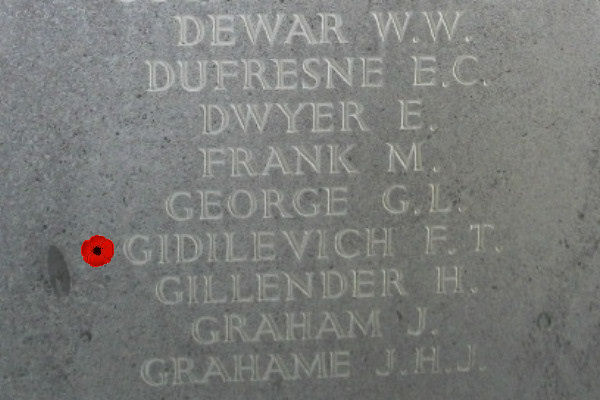 DEWAR W.W.
DUFRESNE E.C.
DWYER E.
FRANK M.
GEORGE G.L.
GIDILEVICH F.T.
GILLENDER H.
GRAHAM J.
GRAHAME J.H.J.